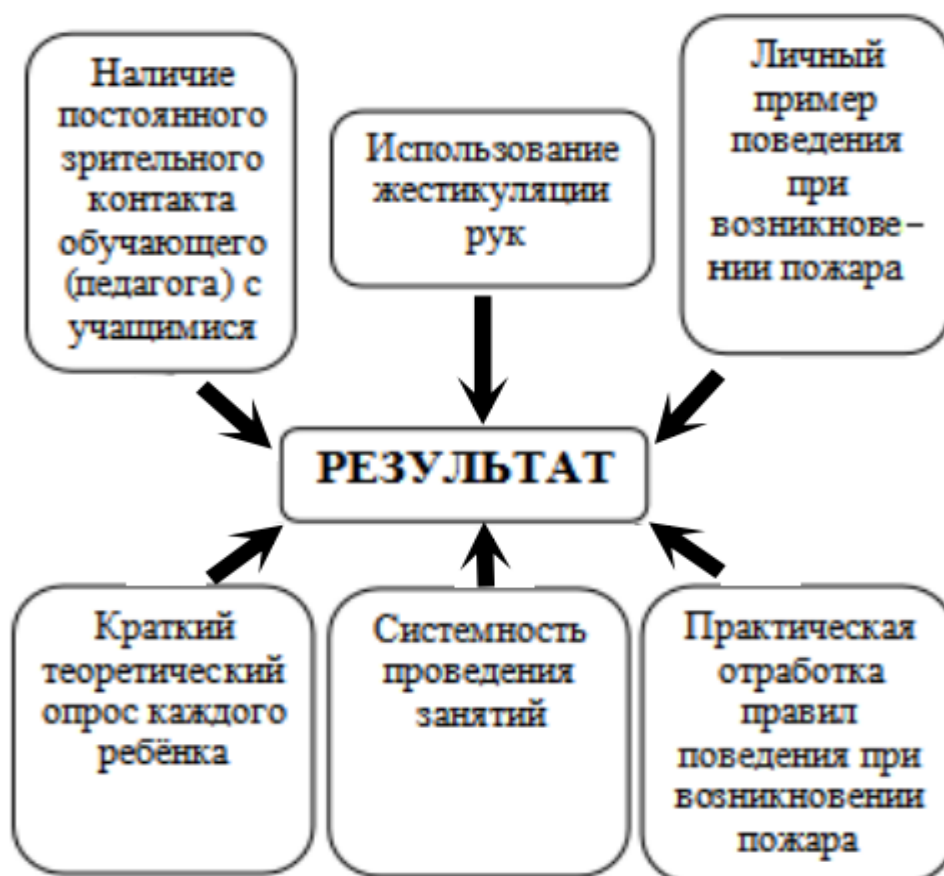 Наличие
постоянного
зрительного
контакта
обучающего
(педагога) с
учащимися
Использование
жестикуляции
рук
Личный
пример
поведения
при
возникнове–
нии пожара
РЕЗУЛЬТАТ
Краткий
теоретический
опрос каждого
ребёнка
Системность
проведения
занятий
Практическая
отработка
правил
поведения при
возникновении
пожара